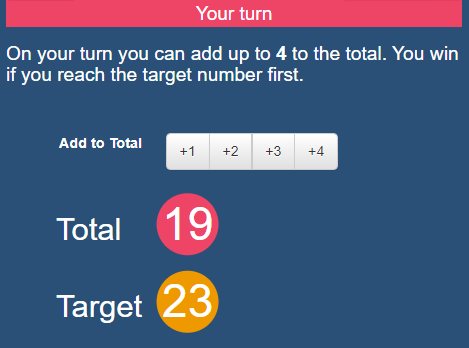 Your turn
On your turn you can add up to 4 to the total. You win
if you reach the target number first.
Add to Total +1 +2 +3 +4
Total 19
Target 23